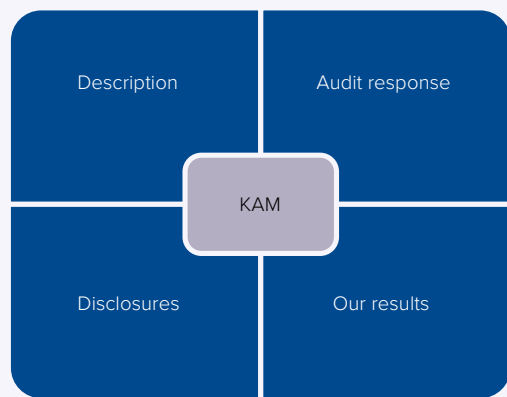 Description
Audit response
KAM
Disclosures
Our results